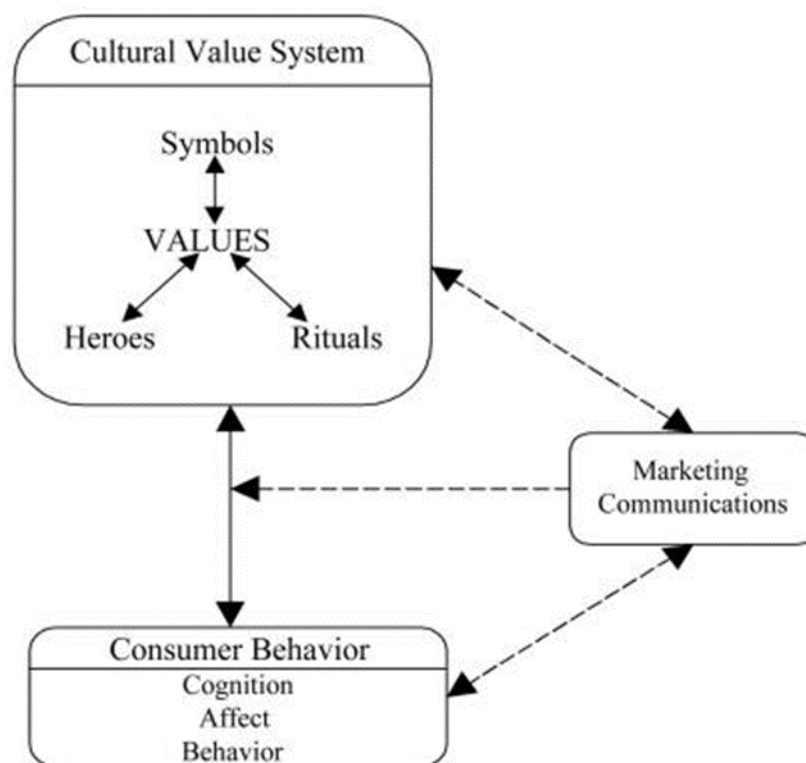 Cultural Value System
Symbols
VALUES
Heroes Rituals
Marketing
Communications
Consumer Behavior
Cognition
Affect
Behavior